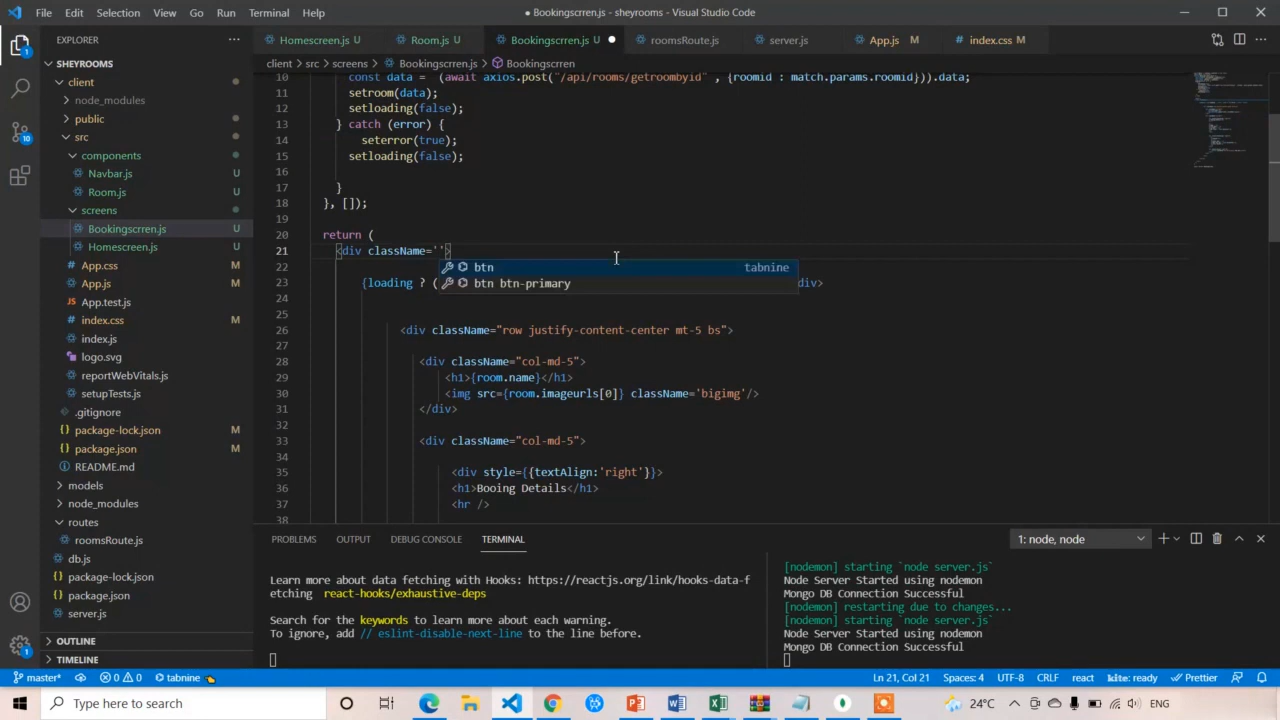 File Edit Selection View Go Run Terminal Help
● Bookingscrren.js - sheyrooms - Visual Studio Code
EXPLORER
Homescreen.js U
Room.js U
Bookingscrren.js U
roomsRoute.js
server.js
App.js M
index.css M
SHEYROOMS
client > src > screens > Bookingscrren.js > Bookingscrren
client
node_modules
public
src
components
Navbar.js U
Room.js U
screens
Bookingscrren.js U
Homescreen.js U
App.css
App.js M
App.test.js
index.css M
index.js
logo.svg
reportWebVitals.js
setupTests.js
.gitignore
package-lock.json M
package.json M
README.md
models
node_modules
routes
roomsRoute.js
db.js
package-lock.json
package.json
server.js
OUTLINE
TIMELINE
10 const data = (await axios.post("/api/rooms/getroombyid" , {roomid : match.params.roomid})).data;
11 setroom(data);
12 setloading(false);
13 } catch (error) {
14 seterror(true);
15 setloading(false);
16
17 }
18 }, []);
19
20 return (
21 <div className=''>
btn tabnine
btn btn-primary
22
23 {loading ? ( div>
24
25
26 <div className="row justify-content-center mt-5 bs">
27
28 <div className="col-md-5">
29 <h1>{room.name}</h1>
30 <img src={room.imageurls[0]} className='bigimg'/>
31 </div>
32
33 <div className="col-md-5">
34
35 <div style={{textAlign:'right'}}>
36 <h1>Booing Details</h1>
37 <hr />
38
PROBLEMS OUTPUT DEBUG CONSOLE TERMINAL
1: node, node
Learn more about data fetching with Hooks: https://reactjs.org/link/hooks-data-f
etching react-hooks/exhaustive-deps
Search for the keywords to learn more about each warning.
To ignore, add // eslint-disable-next-line to the line before.
[nodemon] starting `node server.js`
Node Server Started using nodemon
Mongo DB Connection Successful
[nodemon] restarting due to changes...
[nodemon] starting `node server.js`
Node Server Started using nodemon
Mongo DB Connection Successful
1
10
1
master* 0 0 tabnine
Ln 21, Col 21 Spaces: 4 UTF-8 CRLF react kite: ready Prettier
Type here to search
24°C
ENG